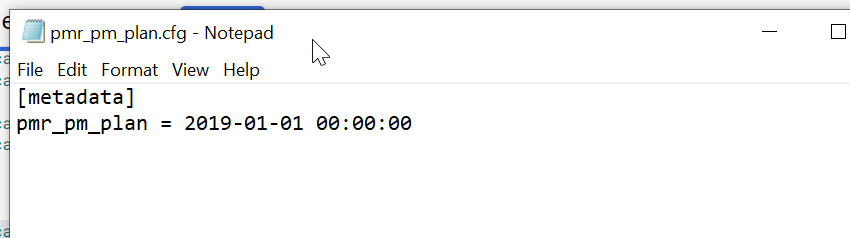 pmr_pm_plan.cfg - Notepad
File Edit Format View Help
[metadata]
pmr_pm_plan = 2019-01-01 00:00:00